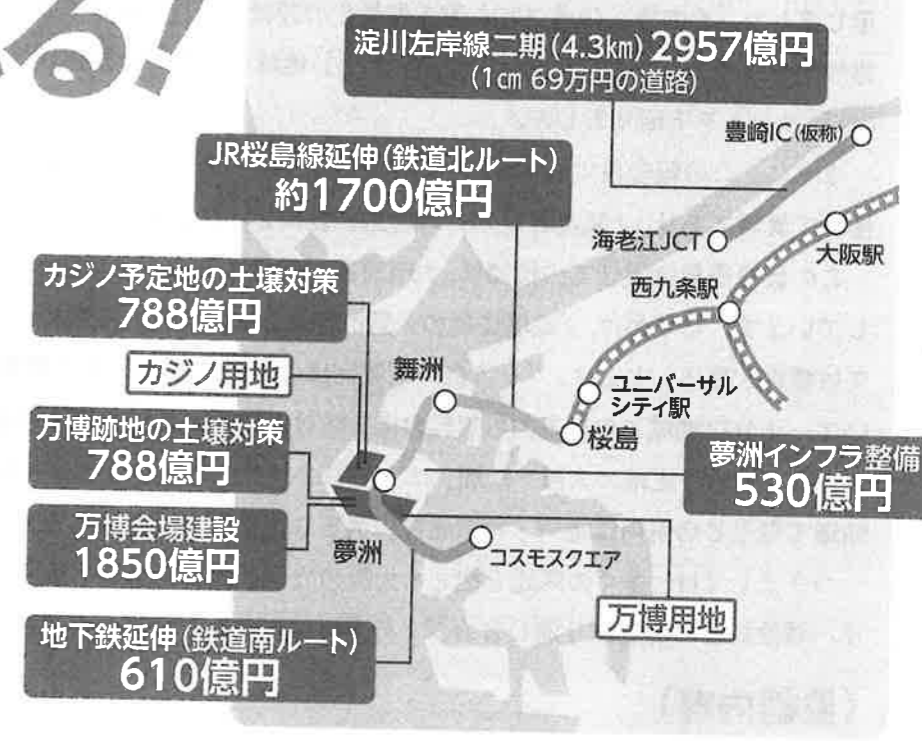 る!
淀川左岸線二期(4.3km) 2957億円
(1cm 69万円の道路)
豊崎IC(仮称)
JR桜島線延伸(鉄道北ルート)
約1700億円
海老江JCT
大阪駅
西九条駅
カジノ予定地の土壌対策
788億円
カジノ用地
舞洲
ユニバーサル
シティ駅
桜島
万博跡地の土壌対策
788億円
夢洲インフラ整備
530億円
万博会場建設
1850億円
夢洲
コスモスクエア
万博用地
地下鉄延伸(鉄道南ルート)
610億円